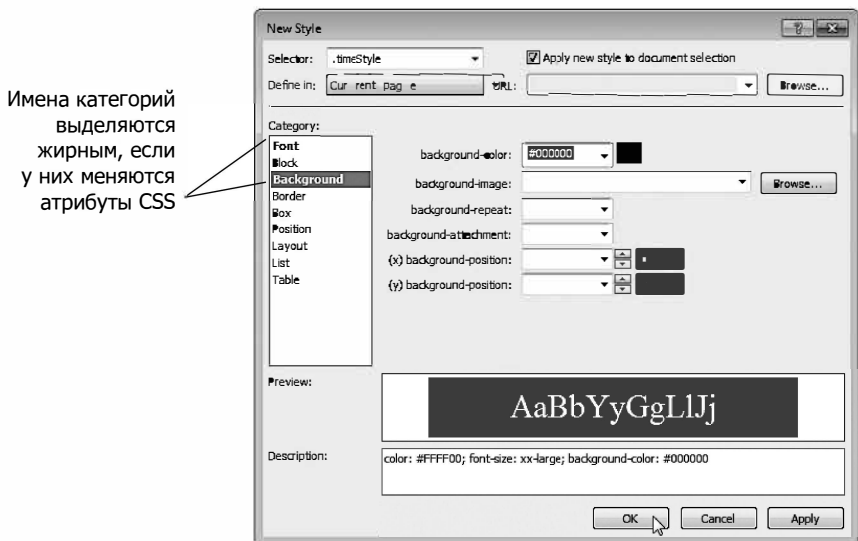 New Style
Selector: .timeStyle
Apply new style to document selection
Define in: Cur rent pag e URL: Browse...
Имена категорий
выделяются
жирным, если
у них меняются
атрибуты CSS
Category:
Font
Block
Background
Border
Box
Position
Layout
List
Table
background-color: #000000
background-image: Browse...
background-repeat:
background-attachment:
(x) background-position:
(y) background-position:
Preview:
AaBbYyGgLlJj
Description:
color: #FFFF00; font-size: xx-large; background-color: #000000
OK Cancel Apply